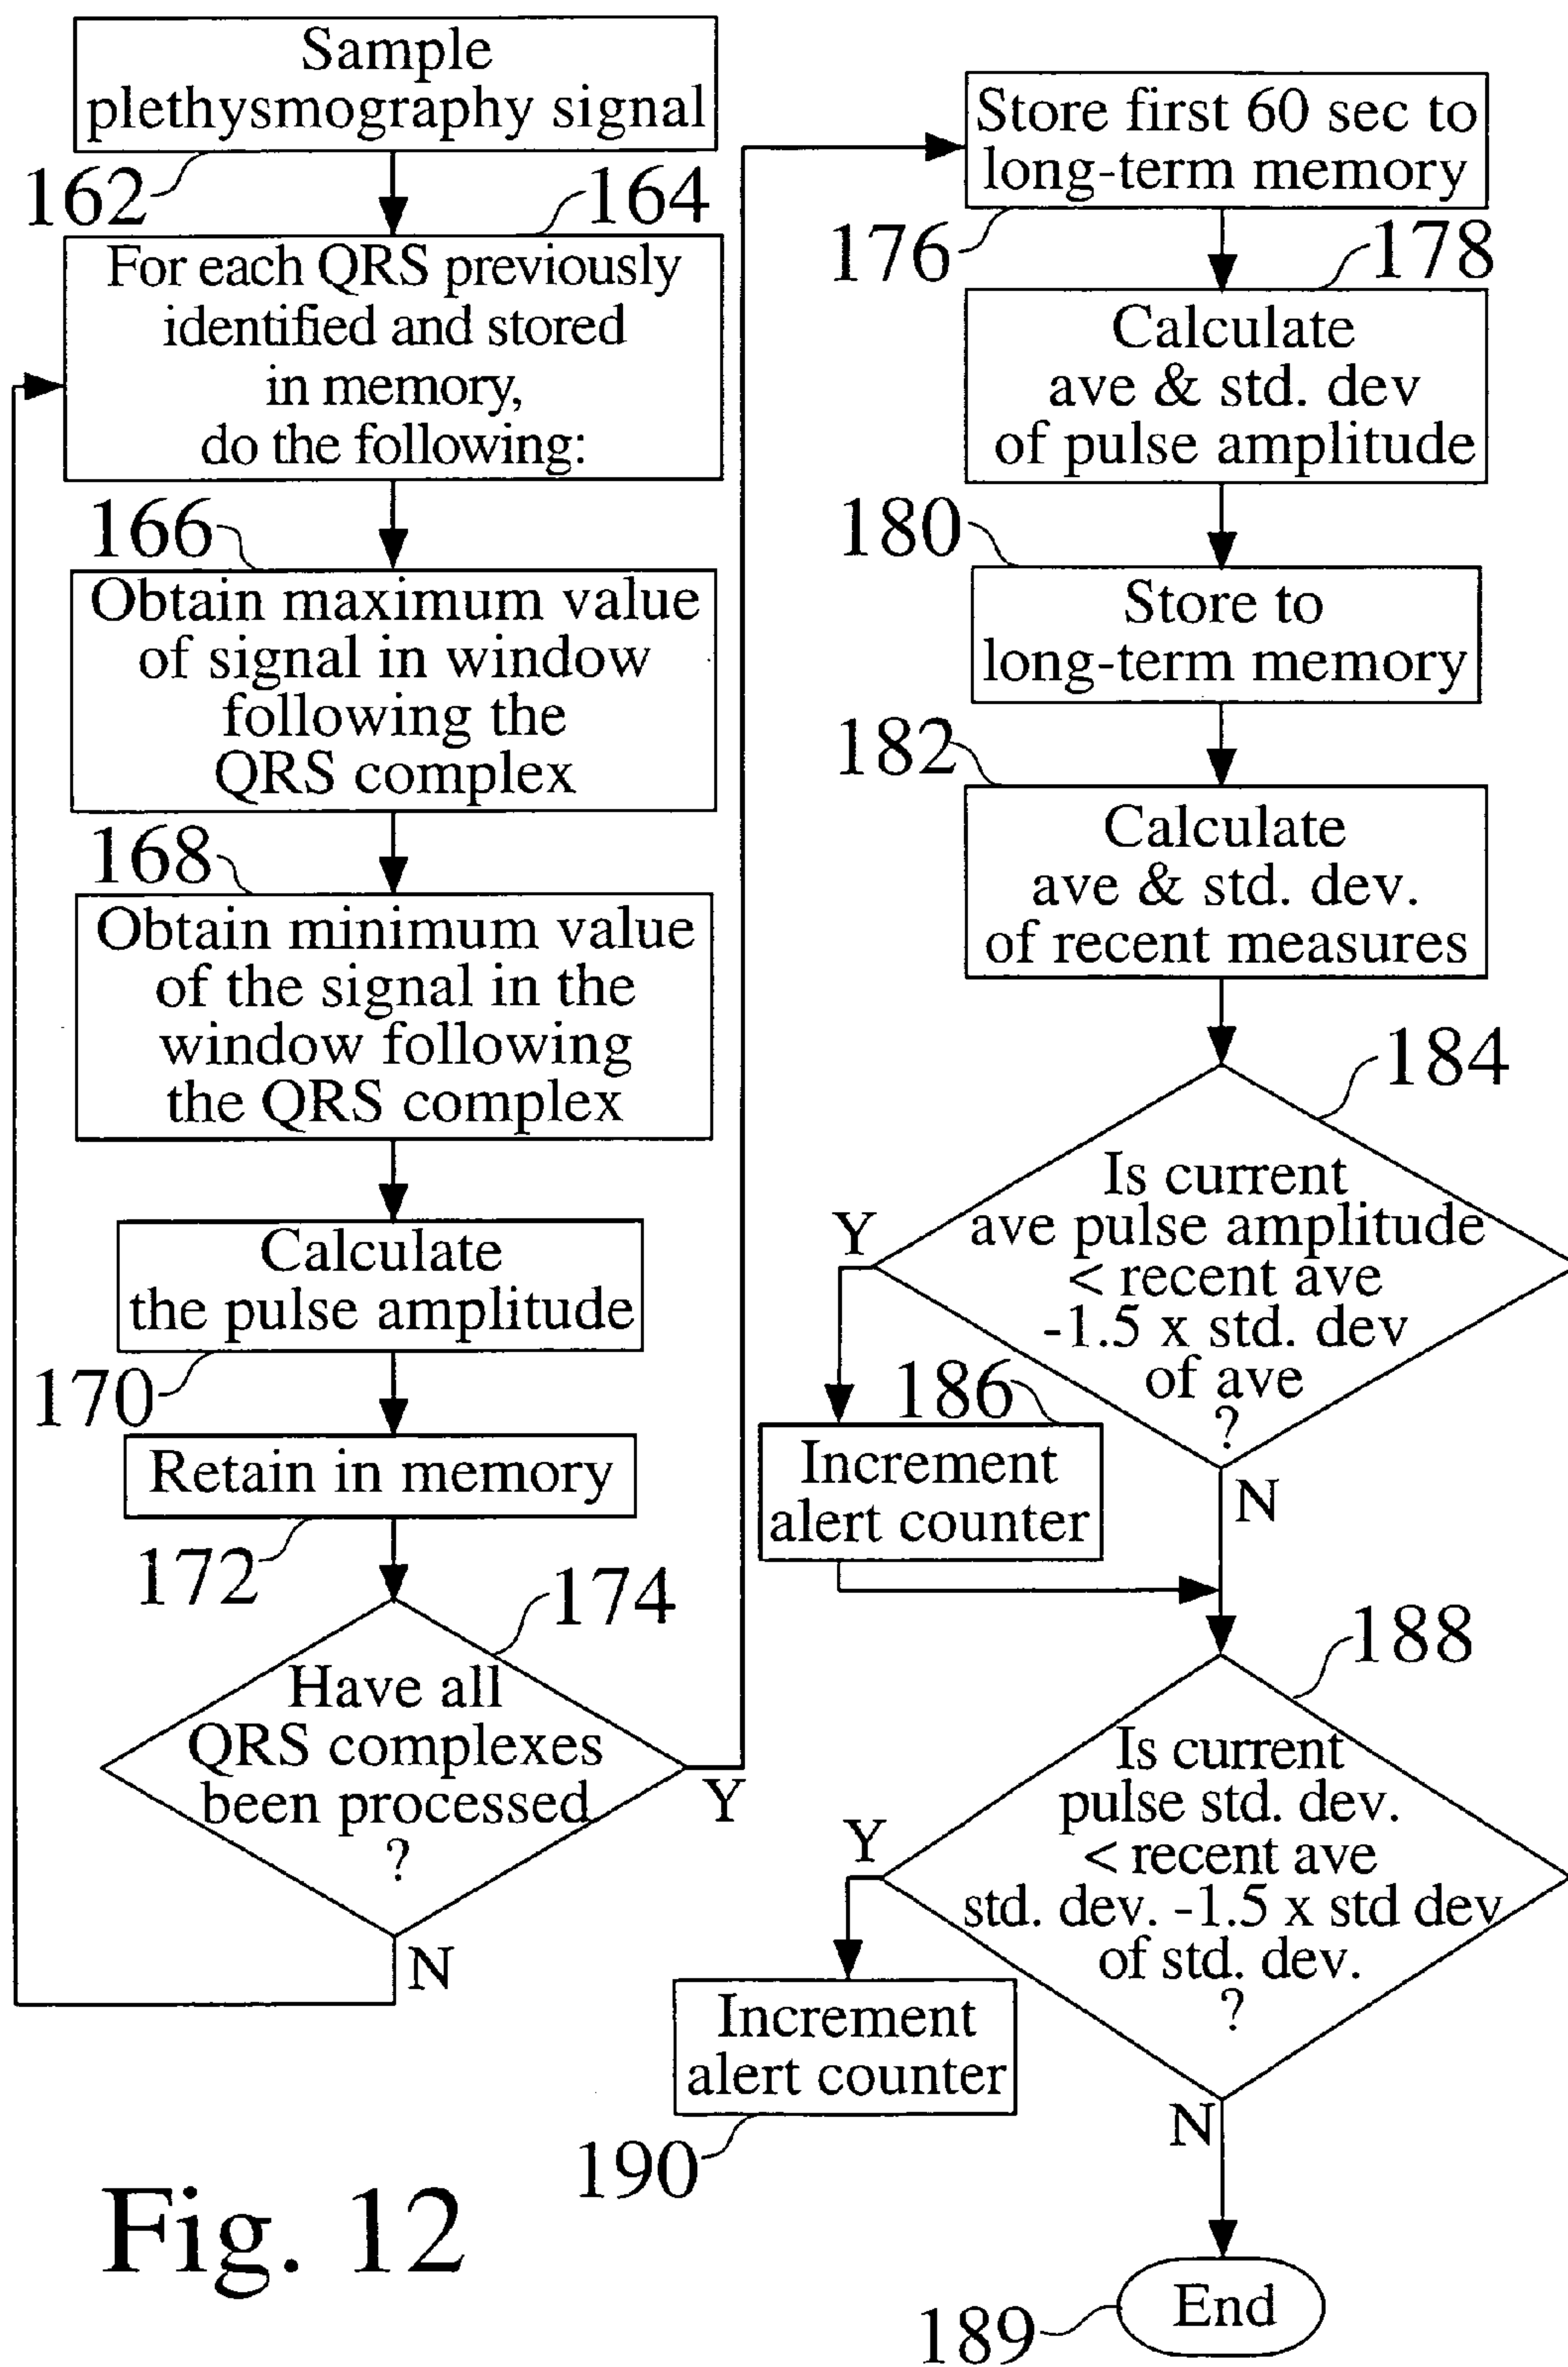 Sample
plethysmography signal
162
164
For each QRS previously
identified and stored
in memory,
do the following:
166
Obtain maximum value
of signal in window
following the
QRS complex
168
Obtain minimum value
of the signal in the
window following
the QRS complex
Calculate
the pulse amplitude
170
Retain in memory
172
174
Have all
QRS complexes
been processed
?
Y
N
Store first 60 sec to
long-term memory
176
178
Calculate
ave & std. dev
of pulse amplitude
180
Store to
long-term memory
182
Calculate
ave & std. dev.
of recent measures
184
Is current
ave pulse amplitude
< recent ave
-1.5 x std. dev
of ave
?
Y
N
186
Increment
alert counter
188
Is current
pulse std. dev.
< recent ave
std. dev. -1.5 x std dev
of std. dev.
?
Y
N
Increment
alert counter
190
End
189
Fig. 12